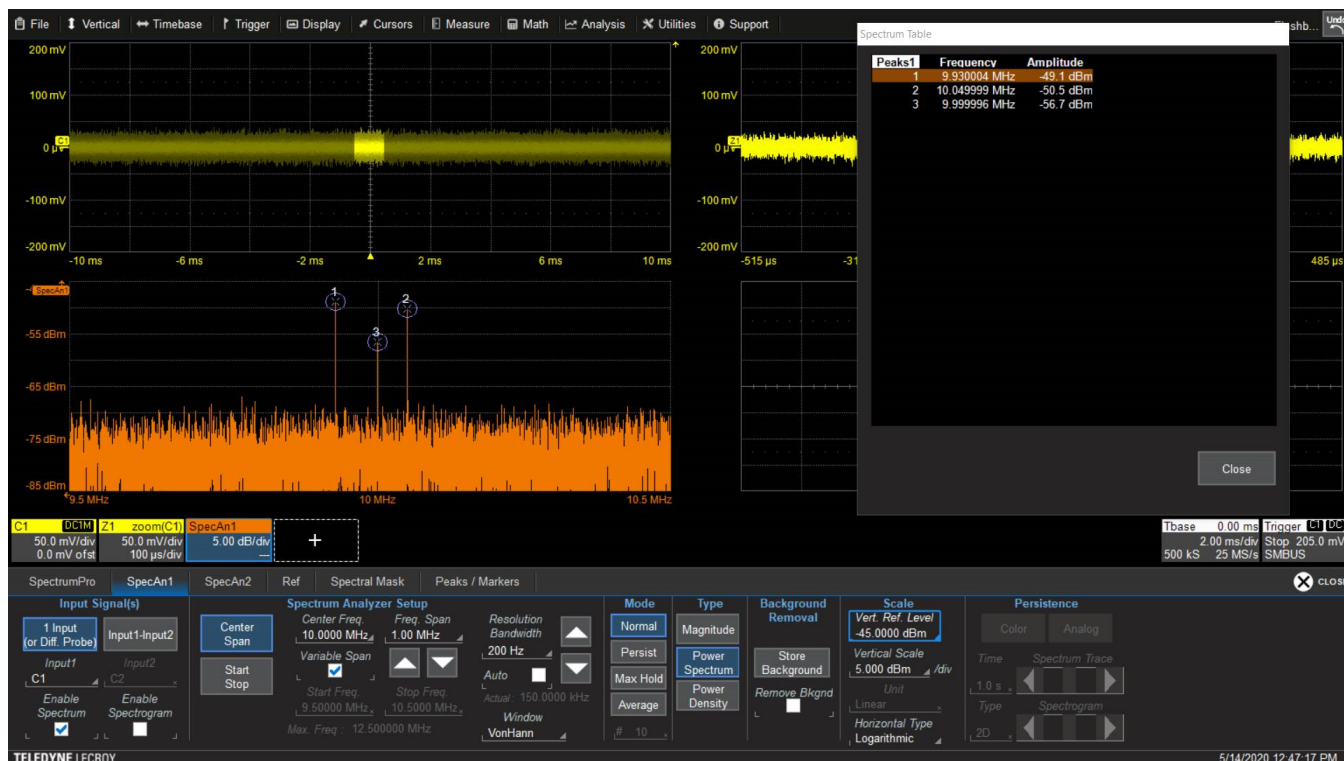 File Vertical Timebase Trigger Display Cursors Measure Math Analysis Utilities Support
Undo
Spectrum Table
Peaks1 Frequency Amplitude
1 9.930004 MHz -49.1 dBm
2 10.049999 MHz -50.5 dBm
3 9.999996 MHz -56.7 dBm
Close
200 mV
100 mV
C1
-100 mV
-200 mV
-10 ms -6 ms -2 ms 2 ms 6 ms 10 ms
200 mV
100 mV
0 µV
Z1
-100 mV
-200 mV
-515 µs 485 µs
SpecAn1
1 2 3
-55 dBm
-65 dBm
-75 dBm
-85 dBm
9.5 MHz 10 MHz 10.5 MHz
C1 DC1M
50.0 mV/div
0.0 mV ofst
Z1 zoom(C1)
50.0 mV/div
100 µs/div
SpecAn1
5.00 dB/div
---
+
Tbase 0.00 ms
2.00 ms/div
500 kS 25 MS/s
Trigger C1 DC
Stop 205.0 mV
SMBUS
SpectrumPro SpecAn1 SpecAn2 Ref Spectral Mask Peaks / Markers
CLOSE
Input Signal(s)
1 Input
(or Diff. Probe)
Input1-Input2
Input1 Input2
C1 C2
Enable
Spectrum
Enable
Spectrogram
Spectrum Analyzer Setup
Center
Span
Start
Stop
Center Freq. Freq. Span
10.0000 MHz 1.00 MHz
Variable Span
Start Freq. Stop Freq.
9.50000 MHz 10.5000 MHz
Max. Freq : 12.500000 MHz
Resolution
Bandwidth
200 Hz
Auto
Actual : 150.0000 kHz
Window
VonHann
Mode
Normal
Persist
Max Hold
Average
# 10
Type
Magnitude
Power
Spectrum
Power
Density
Background
Removal
Store
Background
Remove Bkgnd
Scale
Vert. Ref. Level
-45.0000 dBm
Vertical Scale
5.000 dBm /div
Unit
Linear
Horizontal Type
Logarithmic
Persistence
Color Analog
Time Spectrum Trace
1.0 s
Type Spectrogram
2D
TELEDYNE LECROY
5/14/2020 12:47:17 PM